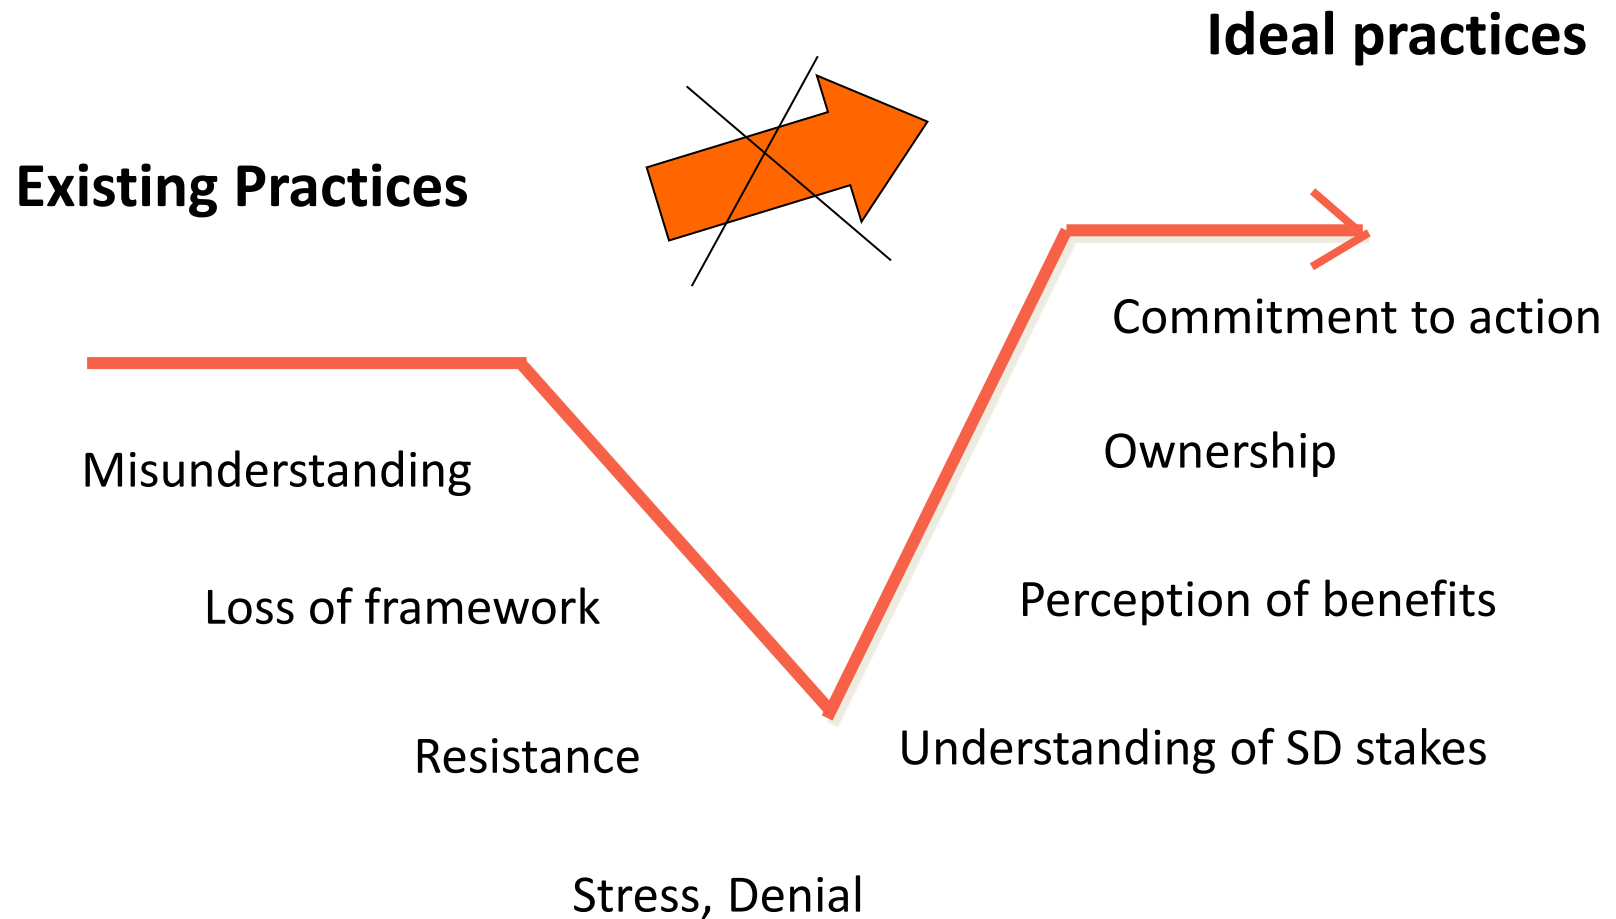 Ideal practices
Existing Practices
Commitment to action
Ownership
Misunderstanding
Perception of benefits
Loss of framework
Understanding of SD stakes
Resistance
Stress, Denial